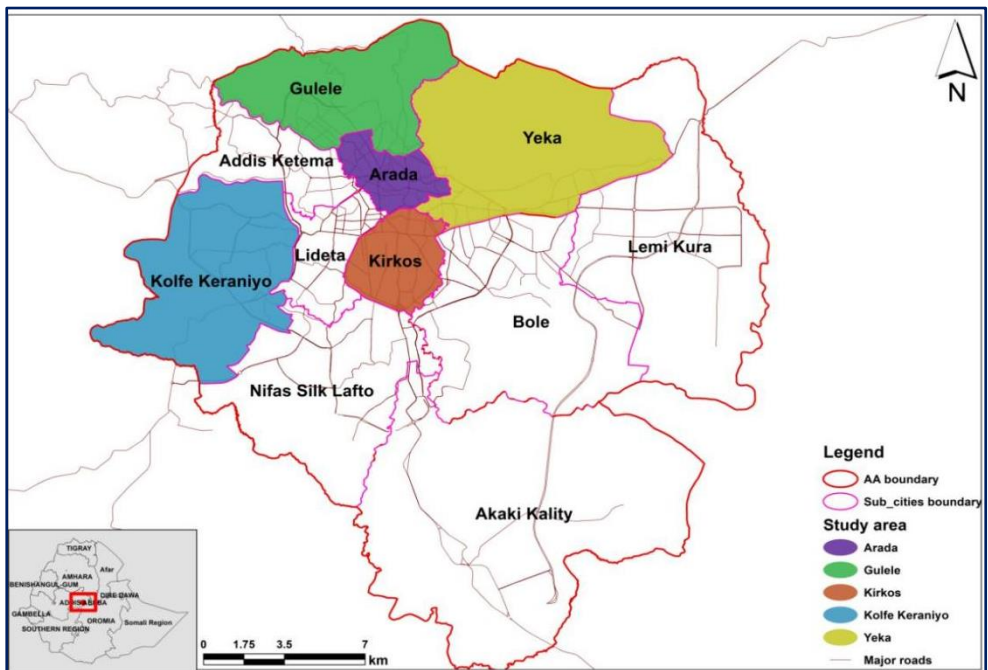 N
Gulele
Yeka
Addis Ketema
Arada
Lemi Kura
Lideta
Kirkos
Kolfe Keraniyo
Bole
Nifas Silk Lafto
Akaki Kality
Legend
AA boundary
Sub_cities boundary
Study area
Arada
Gulele
Kirkos
Kolfe Keraniyo
Yeka
Major roads
TIGRAY
Afar
AMHARA
BENISHANGUL-GUM
DIRE DAWA
ADDIS ABEBA
GAMBELLA
OROMIA
Somali Region
SOUTHERN REGION
0 1.75 3.5 7
km